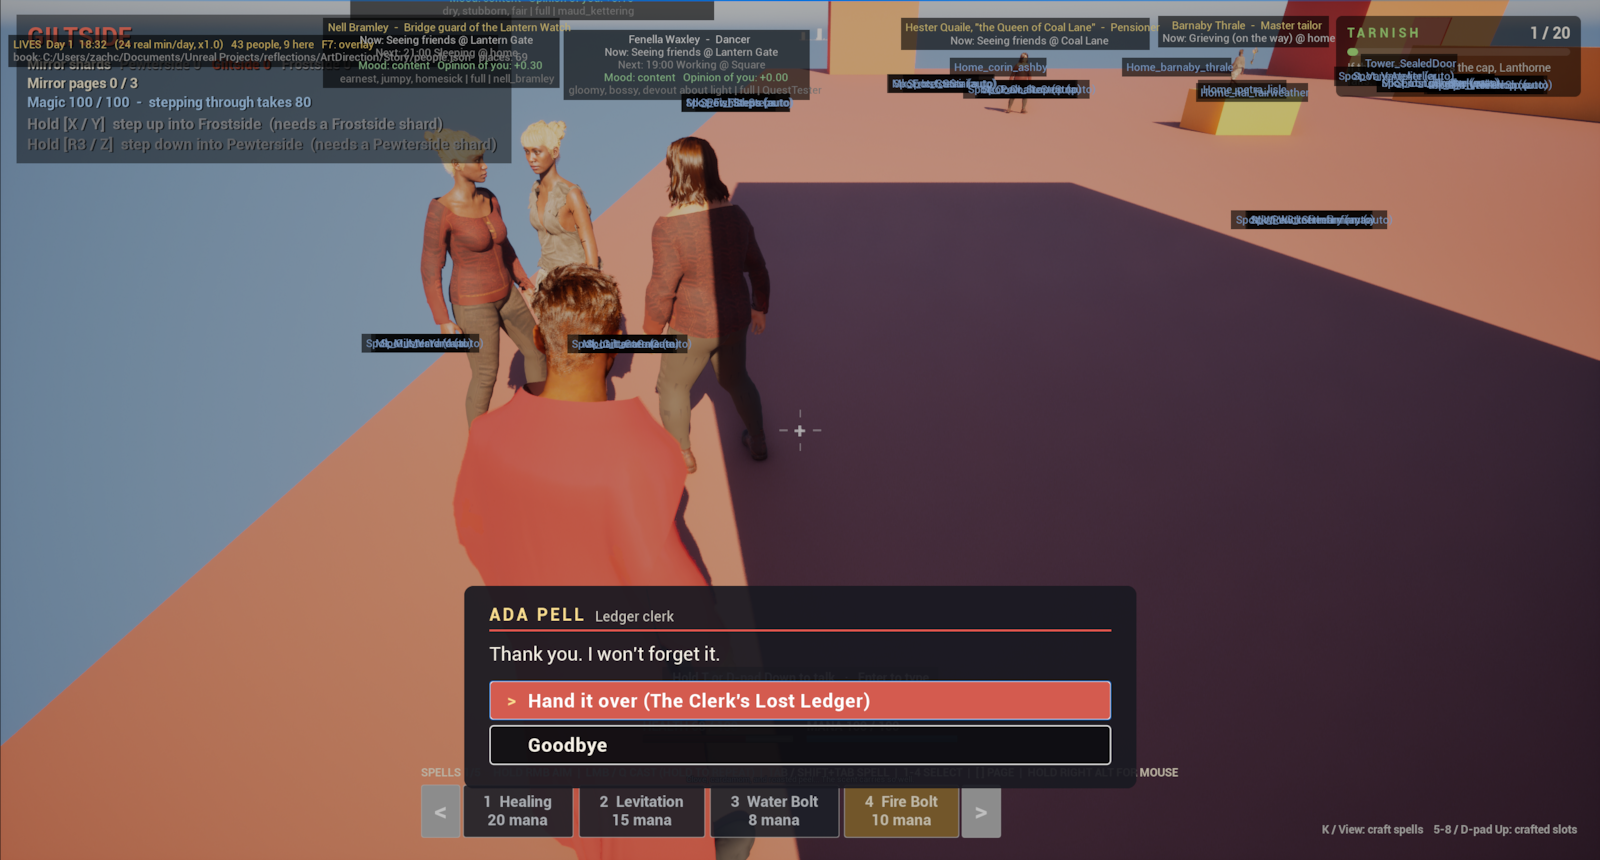 dry, stubborn, fair | full | maud_kettering
GILTSIDE
LIVES Day 1 18:32 (24 real min/day, x1.0) 43 people, 9 here F7: overlay
book: C:/Users/zachc/Documents/Unreal Projects/reflections/ArtDirection/Story/people.json places: 69
Mirror shards
Mirror pages 0 / 3
Magic 100 / 100 - stepping through takes 80
Hold [X / Y] step up into Frostside (needs a Frostside shard)
Hold [R3 / Z] step down into Pewterside (needs a Pewterside shard)
Nell Bramley - Bridge guard of the Lantern Watch
Now: Seeing friends @ Lantern Gate
Next: 21:00 Sleeping @ home
Mood: content Opinion of you: +0.30
earnest, jumpy, homesick | full | nell_bramley
Fenella Waxley - Dancer
Now: Seeing friends @ Lantern Gate
Next: 19:00 Working @ Square
Mood: content Opinion of you: +0.00
gloomy, bossy, devout about light | full | QuestTester
Hester Quaile, "the Queen of Coal Lane" - Pensioner
Now: Seeing friends @ Coal Lane
Barnaby Thrale - Master tailor
Now: Grieving (on the way) @ home
TARNISH 1 / 20
the cap, Lanthorne
Tower_SealedDoor
Home_corin_ashby
Home_barnaby_thrale
ADA PELL Ledger clerk
Thank you. I won't forget it.
> Hand it over (The Clerk's Lost Ledger)
Goodbye
SPELLS
MOUSE
< 1 Healing 2 Levitation 3 Water Bolt 4 Fire Bolt >
20 mana 15 mana 8 mana 10 mana
K / View: craft spells 5-8 / D-pad Up: crafted slots